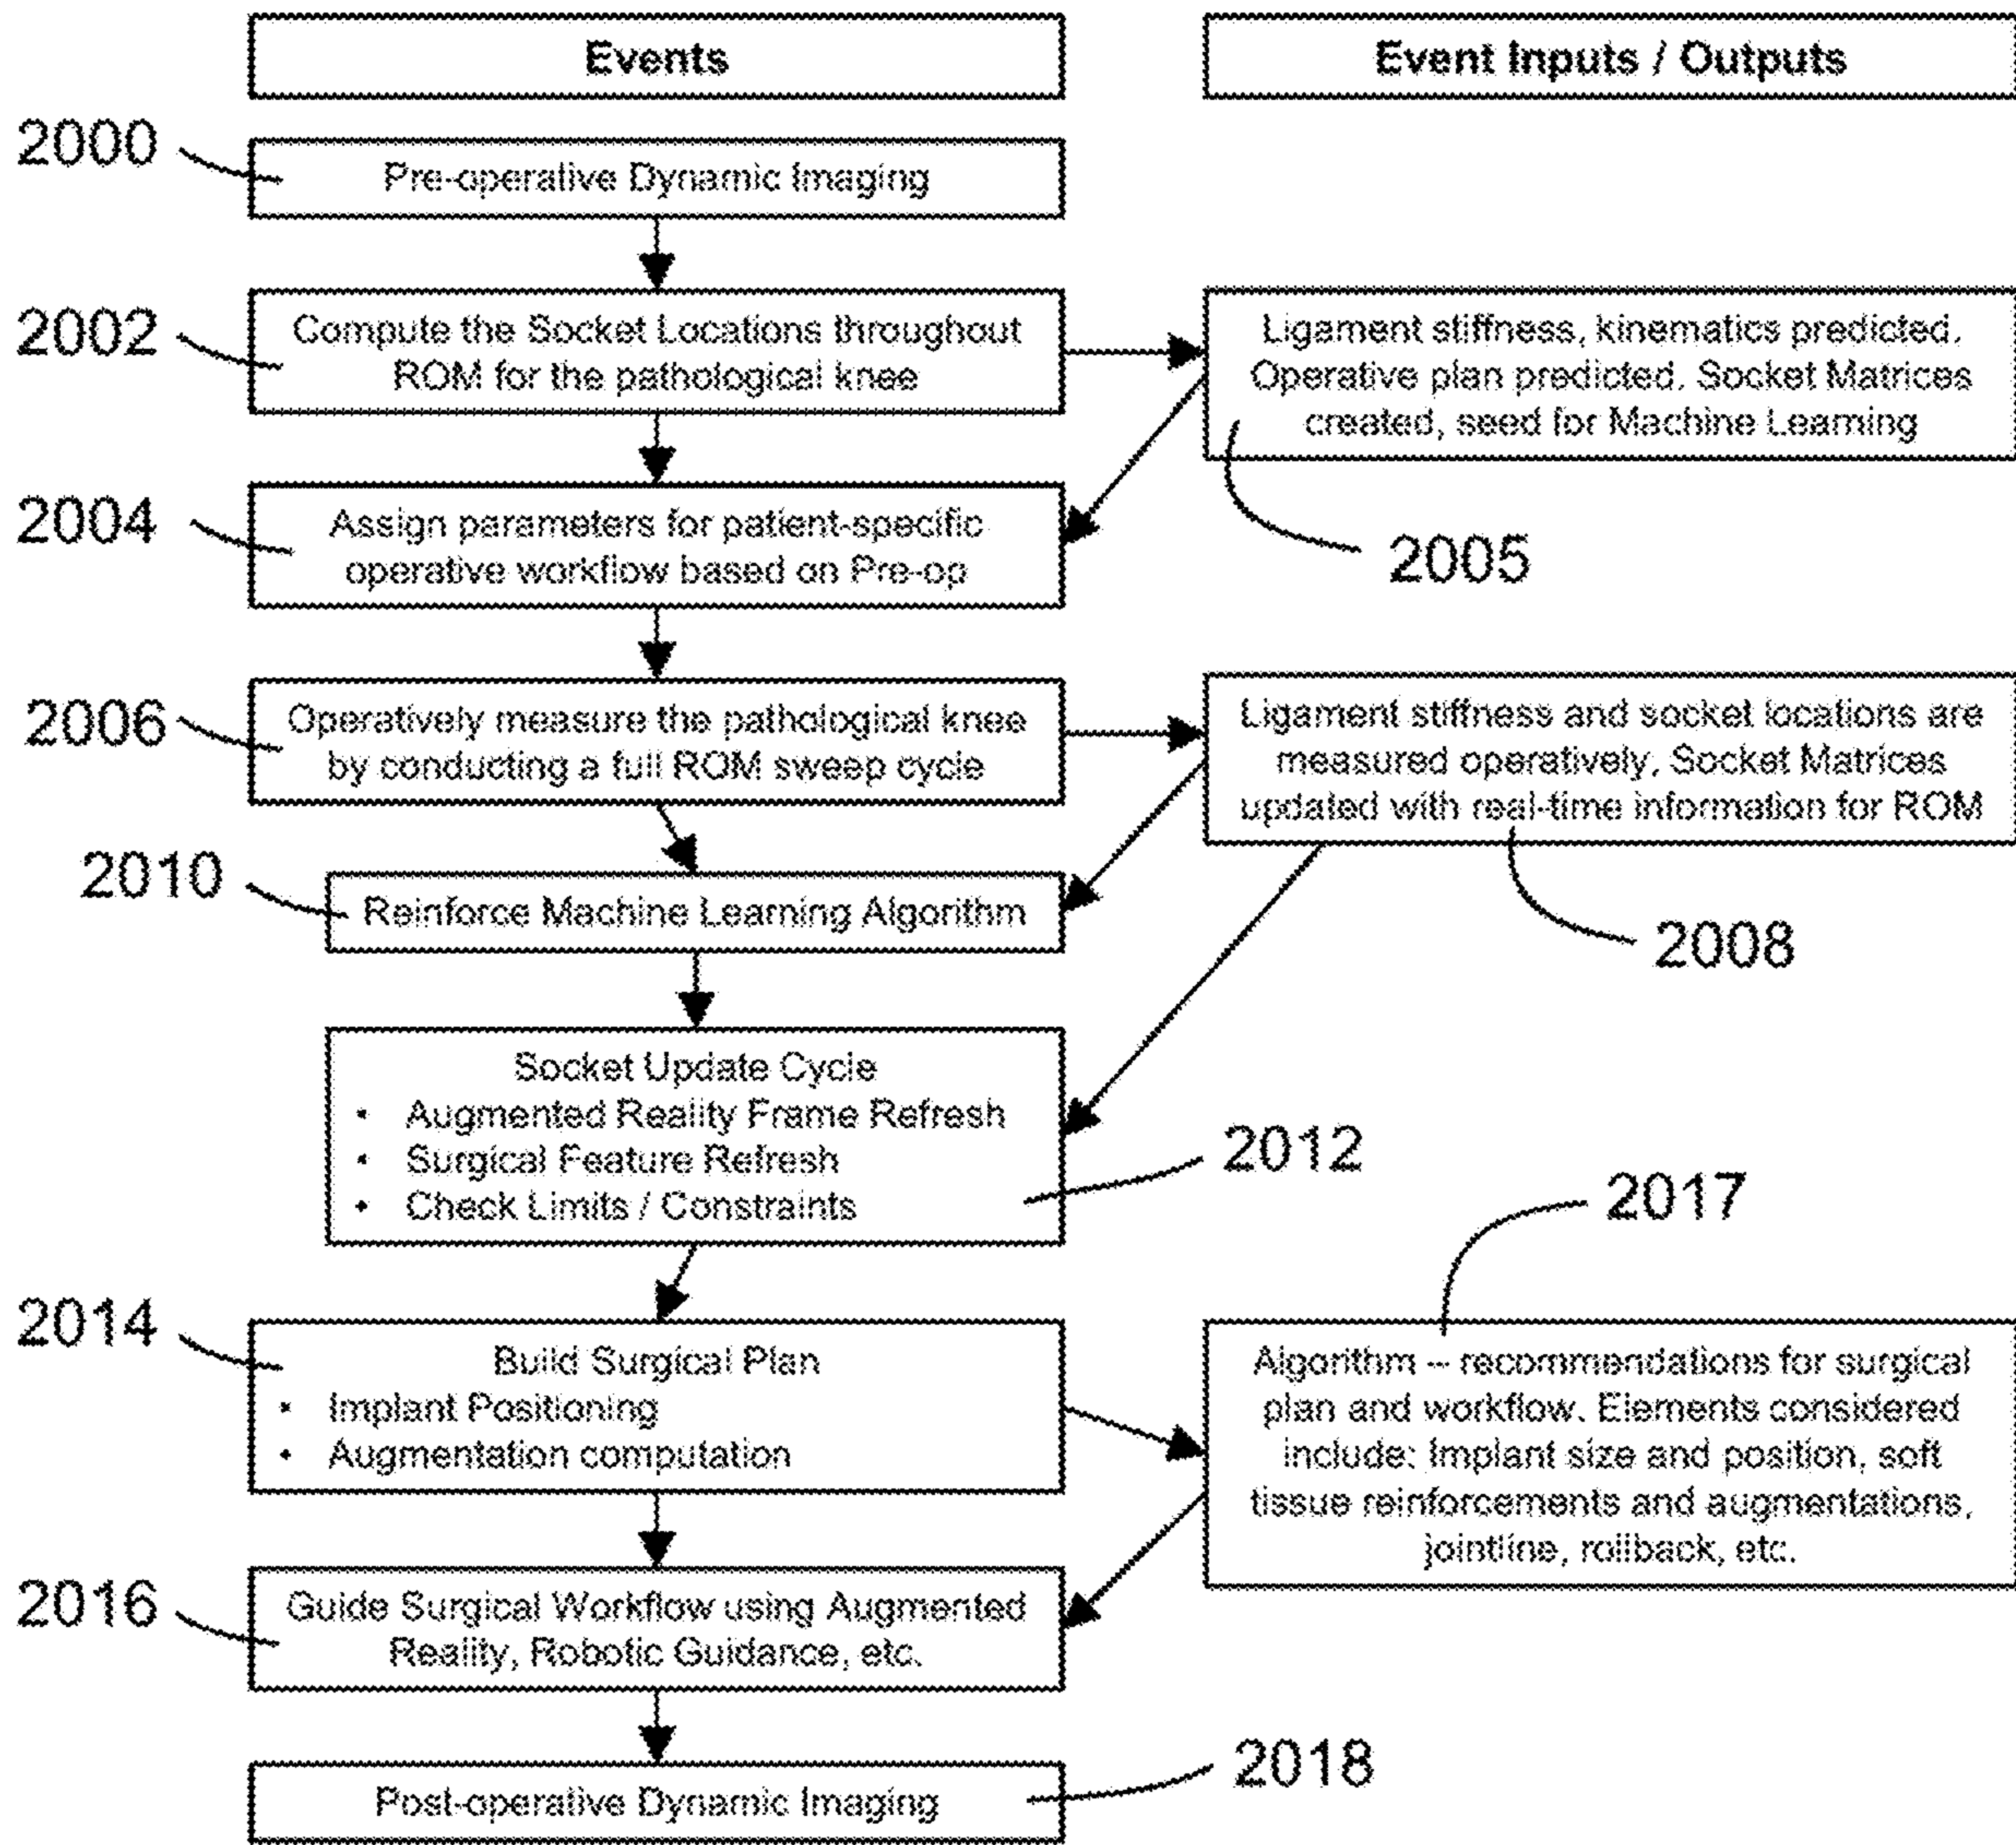 Events
Event Inputs / Outputs
2000
Pre-operative Dynamic Imaging
2002
Compute the Socket Locations throughout
ROM for the pathological knee
Ligament stiffness, kinematics predicted.
Operative plan predicted. Socket Matrices
created, seed for Machine Learning
2005
2004
Assign parameters for patient-specific
operative workflow based on Pre-op
2006
Operatively measure the pathological knee
by conducting a full ROM sweep cycle
Ligament stiffness and socket locations are
measured operatively. Socket Matrices
updated with real-time information for ROM
2008
2010
Reinforce Machine Learning Algorithm
Socket Update Cycle
• Augmented Reality Frame Refresh
• Surgical Feature Refresh
• Check Limits / Constraints
2012
2014
Build Surgical Plan
• Implant Positioning
• Augmentation computation
2017
Algorithm – recommendations for surgical
plan and workflow. Elements considered
include: Implant size and position, soft
tissue reinforcements and augmentations,
jointline, rollback, etc.
2016
Guide Surgical Workflow using Augmented
Reality, Robotic Guidance, etc.
Post-operative Dynamic Imaging
2018